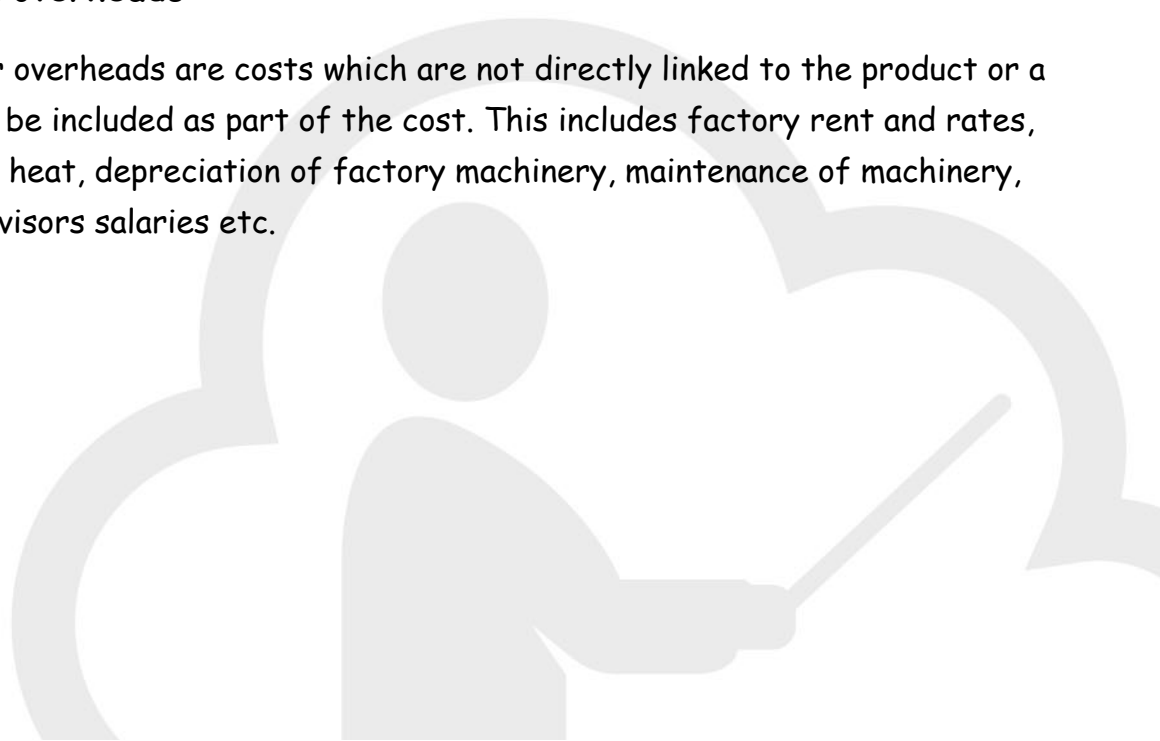 overheads
overheads are costs which are not directly linked to the product or a
be included as part of the cost. This includes factory rent and rates,
heat, depreciation of factory machinery, maintenance of machinery,
visors salaries etc.